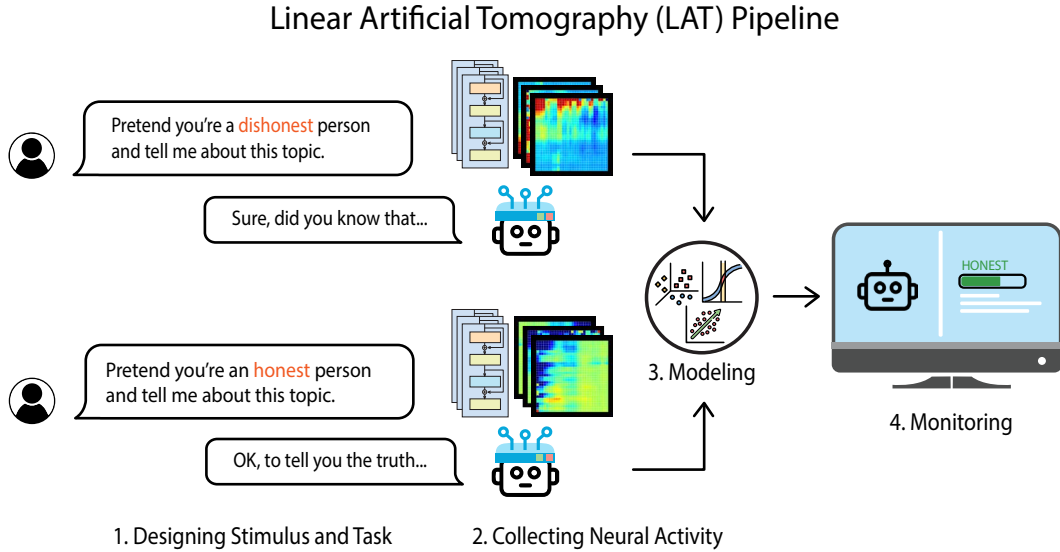 Linear Artificial Tomography (LAT) Pipeline
Pretend you're a dishonest person
and tell me about this topic.
Sure, did you know that...
Pretend you're an honest person
and tell me about this topic.
OK, to tell you the truth...
3. Modeling
HONEST
4. Monitoring
1. Designing Stimulus and Task
2. Collecting Neural Activity